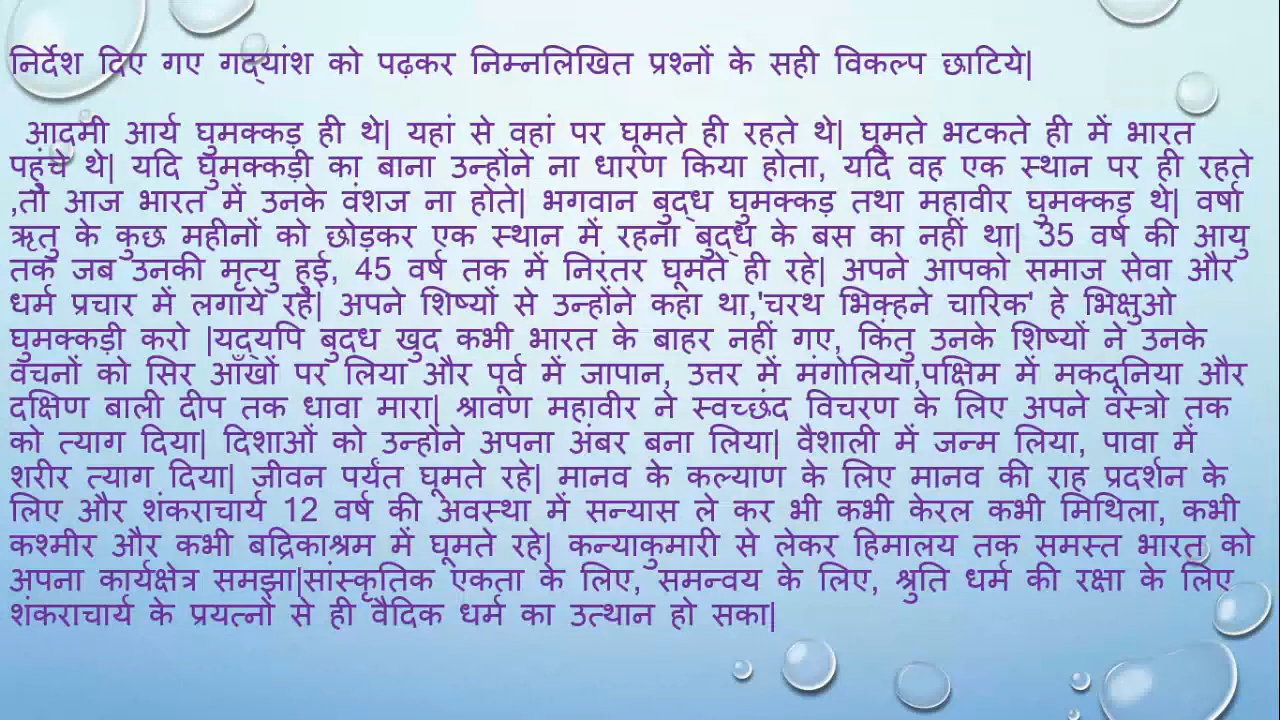 निर्देश दिए गए गद्यांश को पढ़कर निम्नलिखित प्रश्नों के सही विकल्प छाटिये|
आदमी आर्य घुमक्कड़ ही थे| यहां से वहां पर घूमते ही रहते थे| घूमते भटकते ही में भारत
पहुंचे थे| यदि घुमक्कड़ी का बाना उन्होंने ना धारण किया होता, यदि वह एक स्थान पर ही रहते
,तो आज भारत में उनके वंशज ना होते| भगवान बुद्ध घुमक्कड़ तथा महावीर घुमक्कड़ थे| वर्षा
ऋतु के कुछ महीनों को छोड़कर एक स्थान में रहना बुद्ध के बस का नहीं था| 35 वर्ष की आयु
तक जब उनकी मृत्यु हुई, 45 वर्ष तक में निरंतर घूमते ही रहे| अपने आपको समाज सेवा और
धर्म प्रचार में लगाये रहे| अपने शिष्यों से उन्होंने कहा था,'चरथ भिक़्हने चारिक' हे भिक्षुओ
घुमक्कड़ी करो |यद्यपि बुद्ध खुद कभी भारत के बाहर नहीं गए, किंतु उनके शिष्यों ने उनके
वचनों को सिर आँखों पर लिया और पूर्व में जापान, उत्तर में मंगोलिया,पक्षिम में मकदूनिया और
दक्षिण बाली दीप तक धावा मारा| श्रावण महावीर ने स्वच्छंद विचरण के लिए अपने वस्त्रो तक
को त्याग दिया| दिशाओं को उन्होंने अपना अंबर बना लिया| वैशाली में जन्म लिया, पावा में
शरीर त्याग दिया| जीवन पर्यंत घूमते रहे| मानव के कल्याण के लिए मानव की राह प्रदर्शन के
लिए और शंकराचार्य 12 वर्ष की अवस्था में सन्यास ले कर भी कभी केरल कभी मिथिला, कभी
कश्मीर और कभी बद्रिकाश्रम में घूमते रहे| कन्याकुमारी से लेकर हिमालय तक समस्त भारत को
अपना कार्यक्षेत्र समझा|सांस्कृतिक एकता के लिए, समन्वय के लिए, श्रुति धर्म की रक्षा के लिए
शंकराचार्य के प्रयत्नों से ही वैदिक धर्म का उत्थान हो सका|